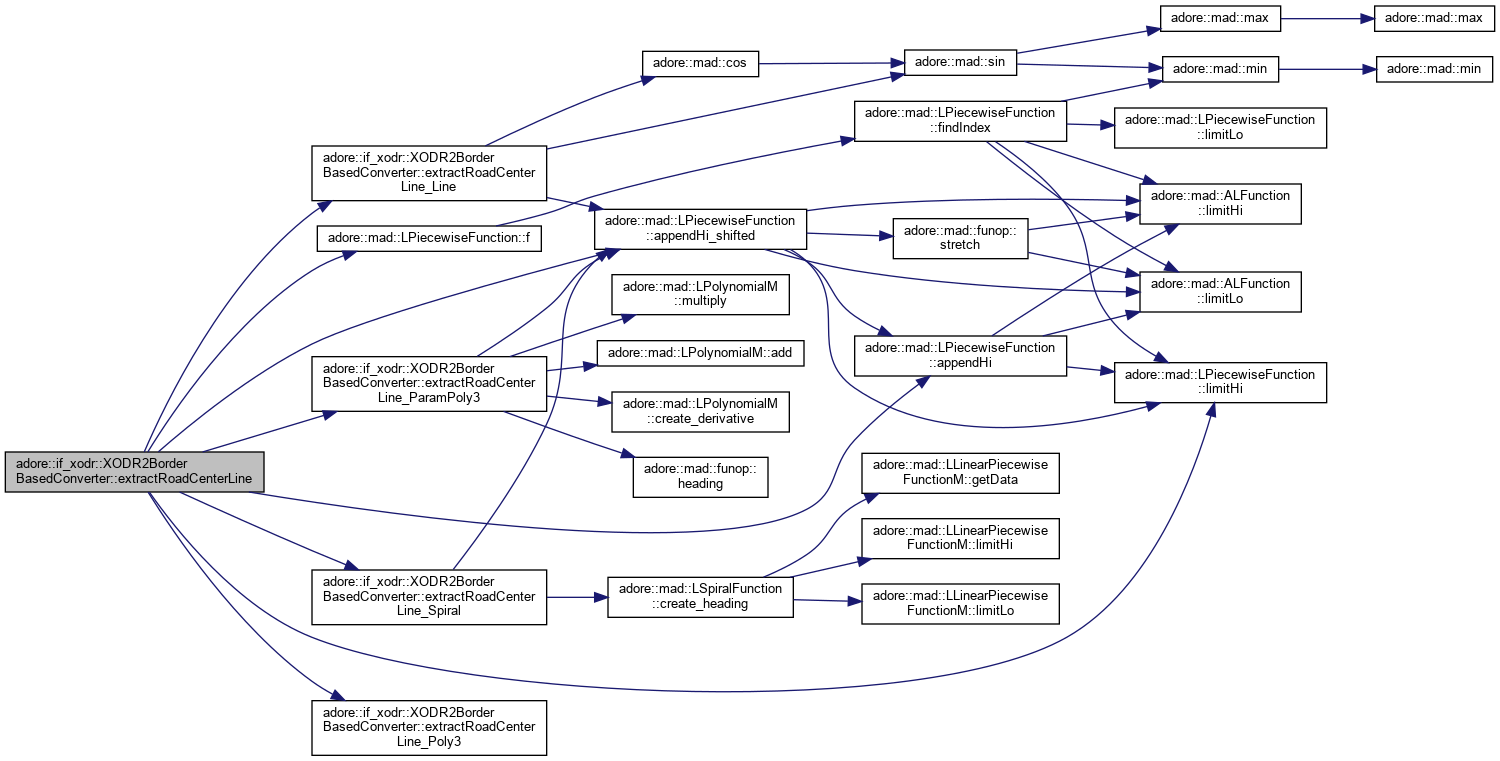 adore::mad::max
adore::mad::max
adore::mad::cos
adore::mad::sin
adore::mad::min
adore::mad::min
adore::mad::LPiecewiseFunction
::findIndex
adore::mad::LPiecewiseFunction
::limitLo
adore::if_xodr::XODR2Border
BasedConverter::extractRoadCenter
Line_Line
adore::mad::ALFunction
::limitHi
adore::mad::LPiecewiseFunction::f
adore::mad::LPiecewiseFunction
::appendHi_shifted
adore::mad::funop::
stretch
adore::mad::LPolynomialM
::multiply
adore::mad::ALFunction
::limitLo
adore::mad::LPolynomialM::add
adore::mad::LPiecewiseFunction
::appendHi
adore::if_xodr::XODR2Border
BasedConverter::extractRoadCenter
Line_ParamPoly3
adore::mad::LPiecewiseFunction
::limitHi
adore::mad::LPolynomialM
::create_derivative
adore::if_xodr::XODR2Border
BasedConverter::extractRoadCenterLine
adore::mad::funop::
heading
adore::mad::LLinearPiecewise
FunctionM::getData
adore::mad::LLinearPiecewise
FunctionM::limitHi
adore::if_xodr::XODR2Border
BasedConverter::extractRoadCenter
Line_Spiral
adore::mad::LSpiralFunction
::create_heading
adore::mad::LLinearPiecewise
FunctionM::limitLo
adore::if_xodr::XODR2Border
BasedConverter::extractRoadCenter
Line_Poly3